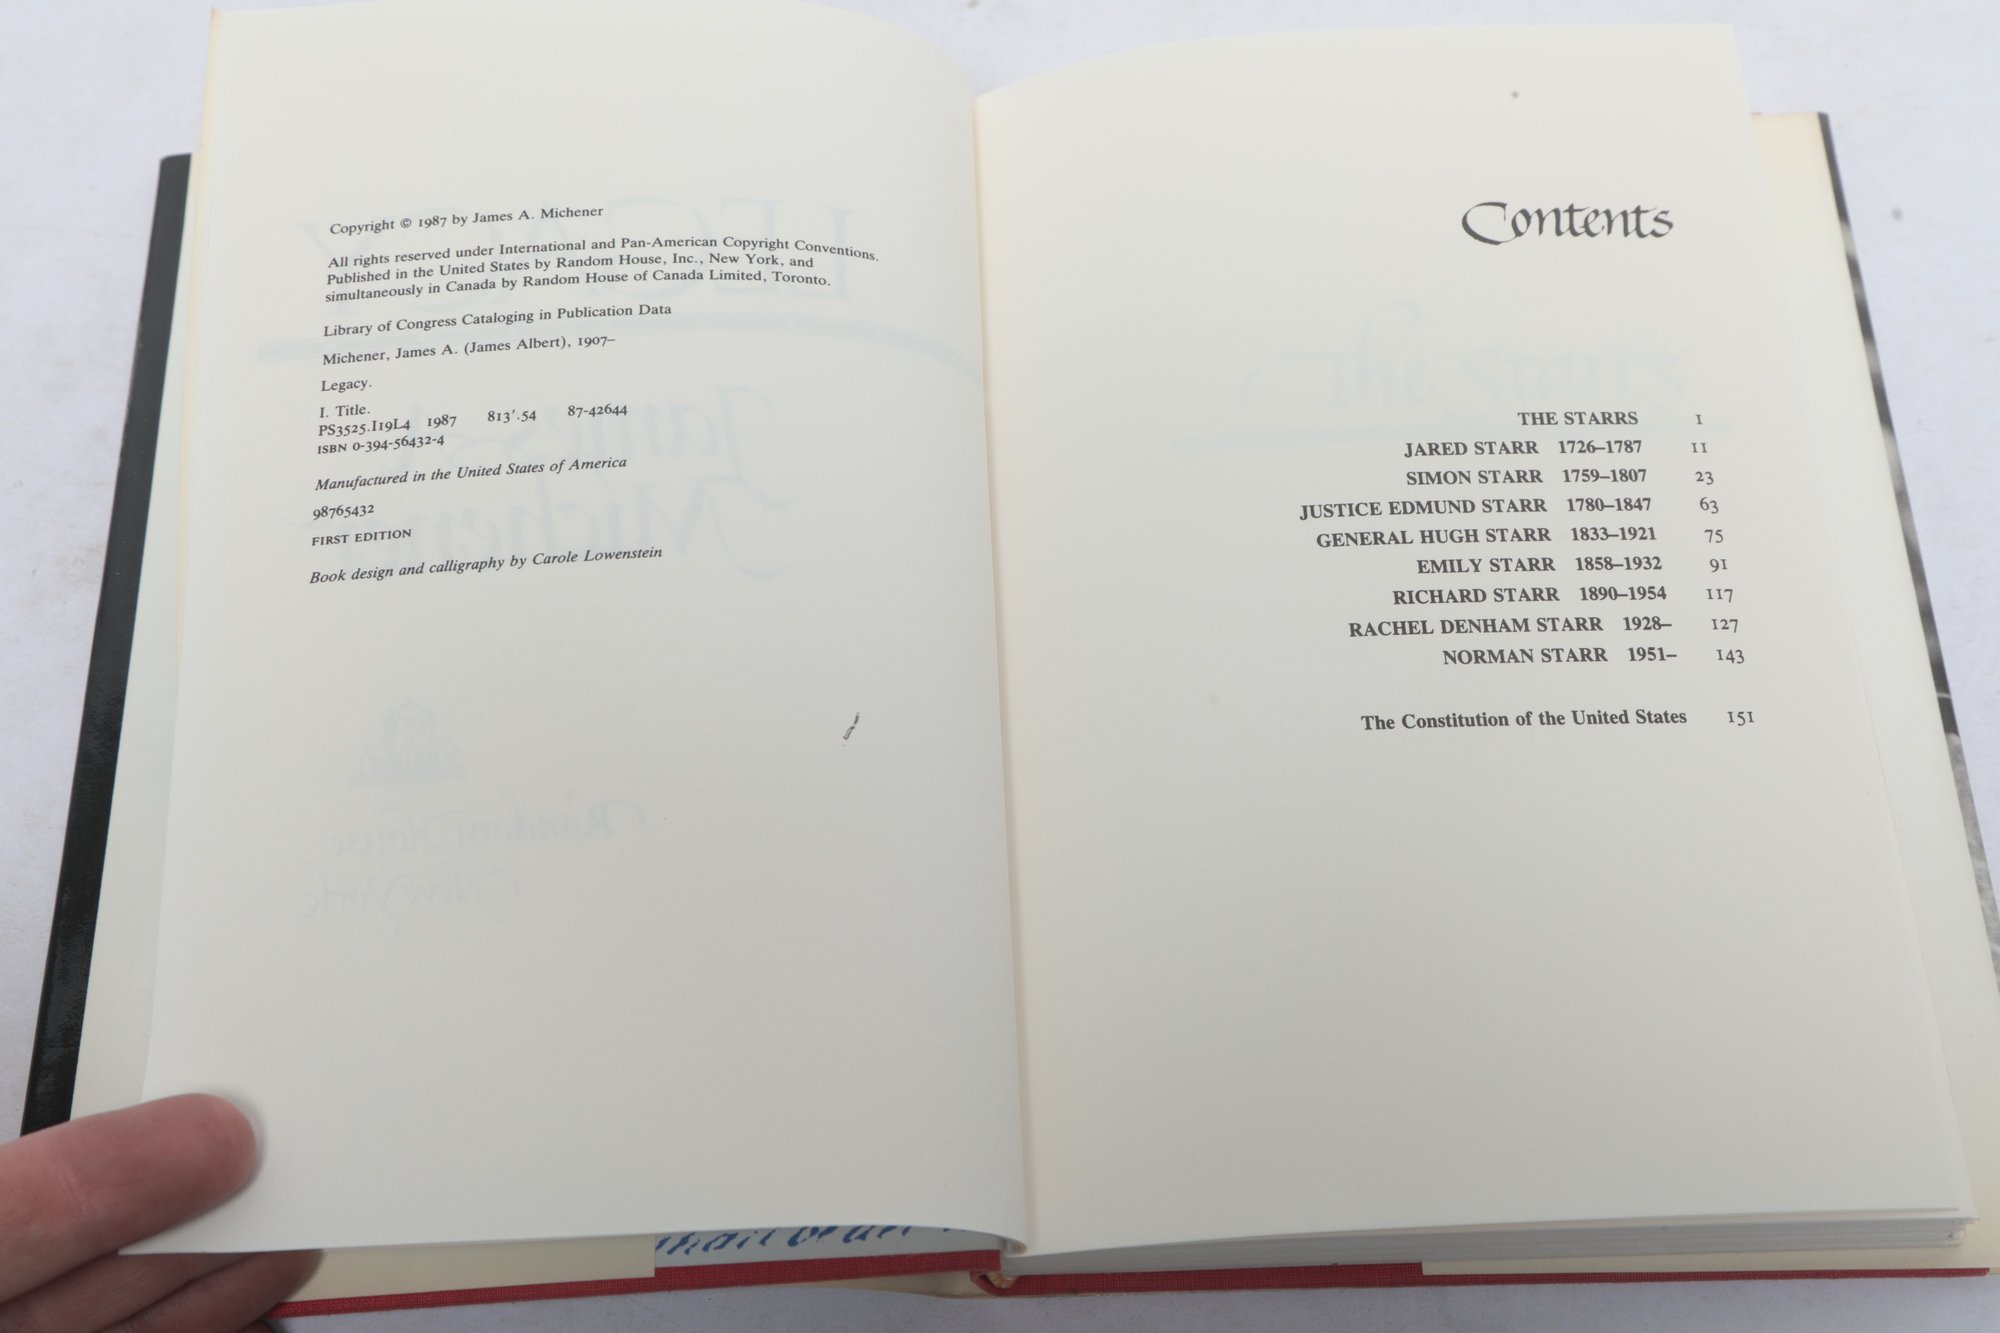 Copyright © 1987 by James A. Michener
All rights reserved under International and Pan-American Copyright Conventions.
Published in the United States by Random House, Inc., New York, and
simultaneously in Canada by Random House of Canada Limited, Toronto.
Library of Congress Cataloging in Publication Data
Michener, James A. (James Albert), 1907–
Legacy.
I. Title.
PS3525.I19L4 1987 813'.54 87-42644
ISBN 0-394-56432-4
Manufactured in the United States of America
98765432
FIRST EDITION
Book design and calligraphy by Carole Lowenstein
Contents
THE STARRS 1
JARED STARR 1726–1787 11
SIMON STARR 1759–1807 23
JUSTICE EDMUND STARR 1780–1847 63
GENERAL HUGH STARR 1833–1921 75
EMILY STARR 1858–1932 91
RICHARD STARR 1890–1954 117
RACHEL DENHAM STARR 1928– 127
NORMAN STARR 1951– 143
The Constitution of the United States 151